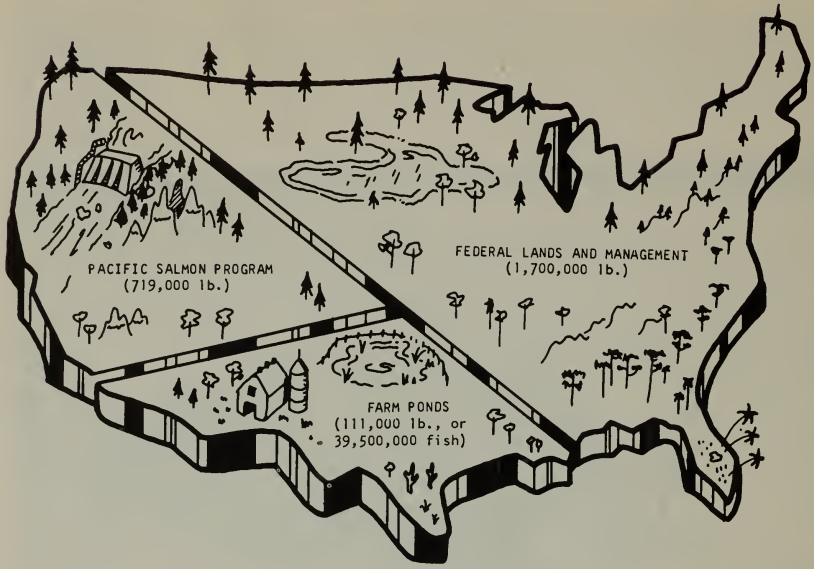 PACIFIC SALMON PROGRAM
(719,000 lb.)
FEDERAL LANDS AND MANAGEMENT
(1,700,000 lb.)
FARM PONDS
(111,000 lb., or
39,500,000 fish)